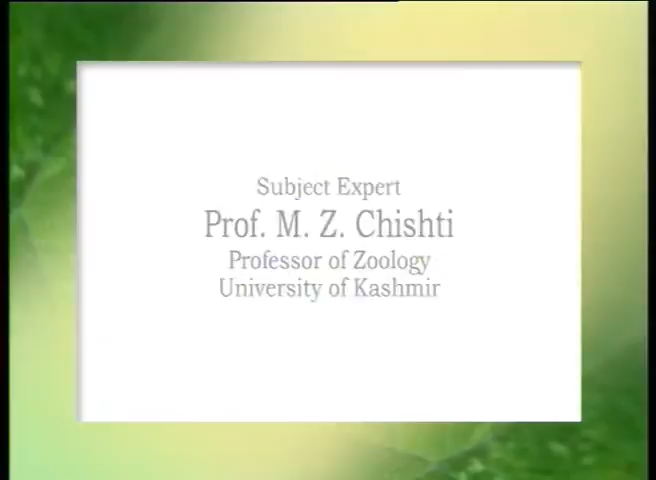 Subject Expert
Prof. M. Z. Chishti
Professor of Zoology
University of Kashmir